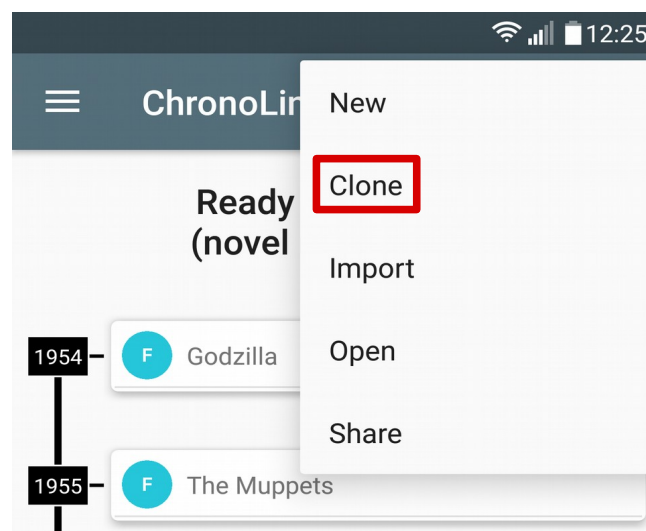 12:25
ChronoLin
New
Clone
Import
Open
Share
Ready
(novel
1954
F
Godzilla
1955
F
The Muppets